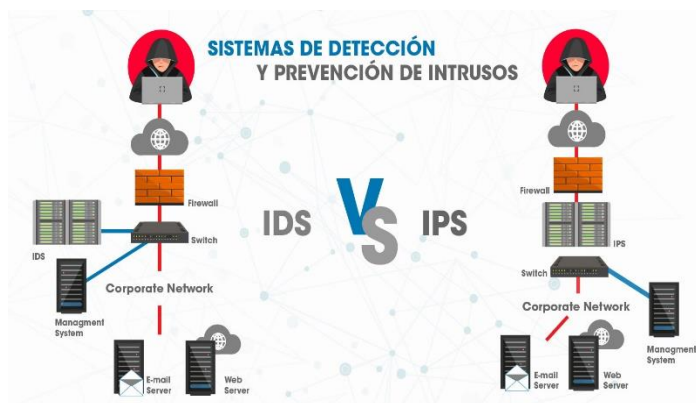 SISTEMAS DE DETECCIÓN
Y PREVENCIÓN DE INTRUSOS
Firewall
IDS
Switch
Corporate Network
Managment
System
E-mail
Server
Web
Server
IDS
VS
IPS
Firewall
IPS
Switch
Corporate Network
Managment
System
E-mail
Server
Web
Server